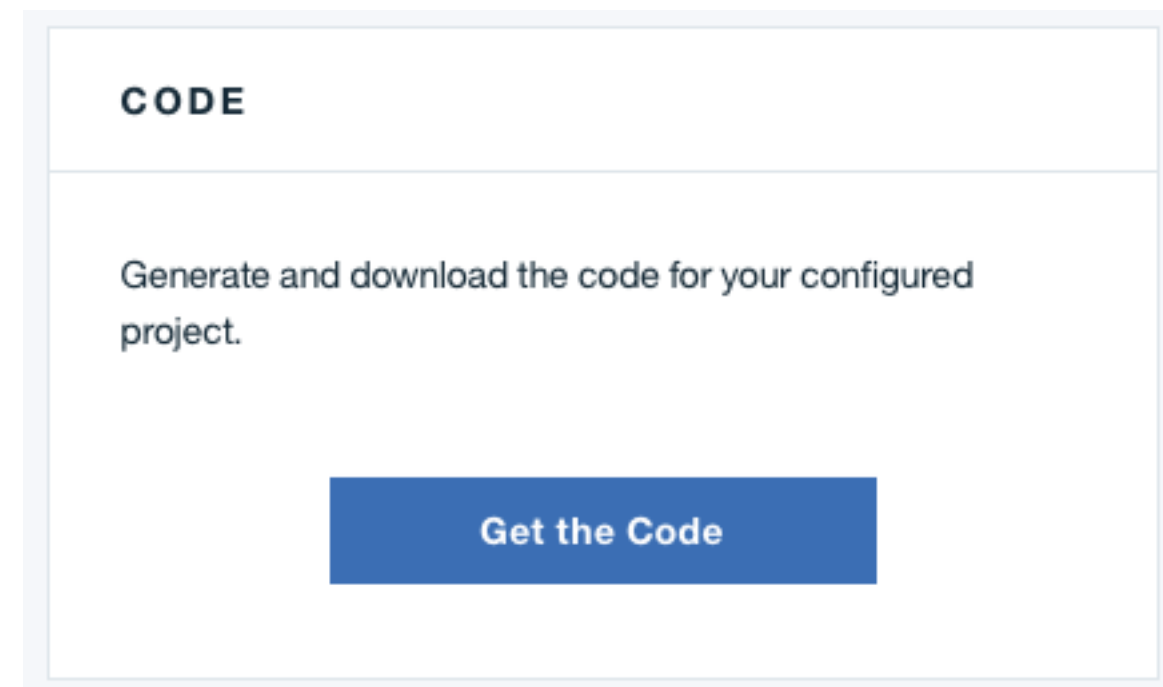 CODE
Generate and download the code for your configured
project.
Get the Code